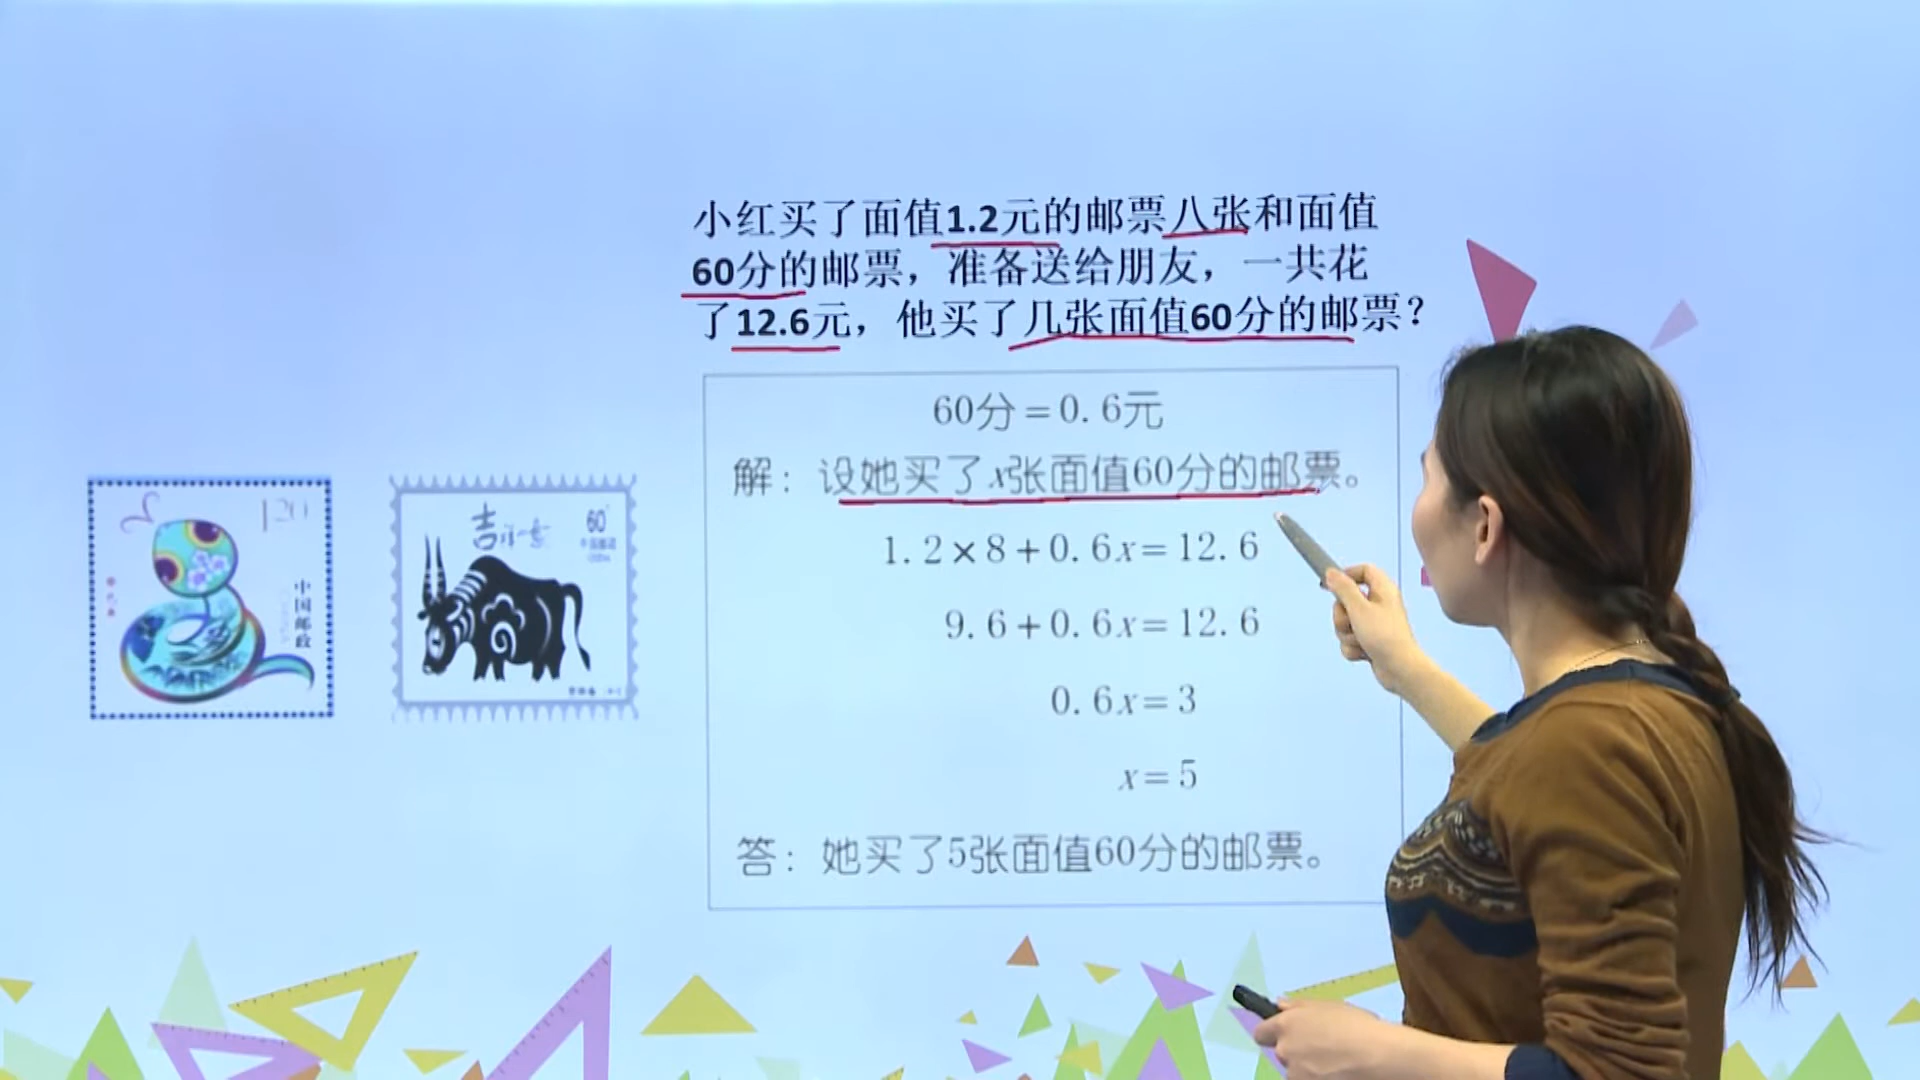 小红买了面值1.2元的邮票八张和面值
60分的邮票，准备送给朋友，一共花
了12.6元，他买了几张面值60分的邮票？
60分=0.6元
解：设她买了x张面值60分的邮票。
1.2×8+0.6x=12.6
9.6+0.6x=12.6
0.6x=3
x=5
答：她买了5张面值60分的邮票。
120
中国邮政
吉祥如意
60